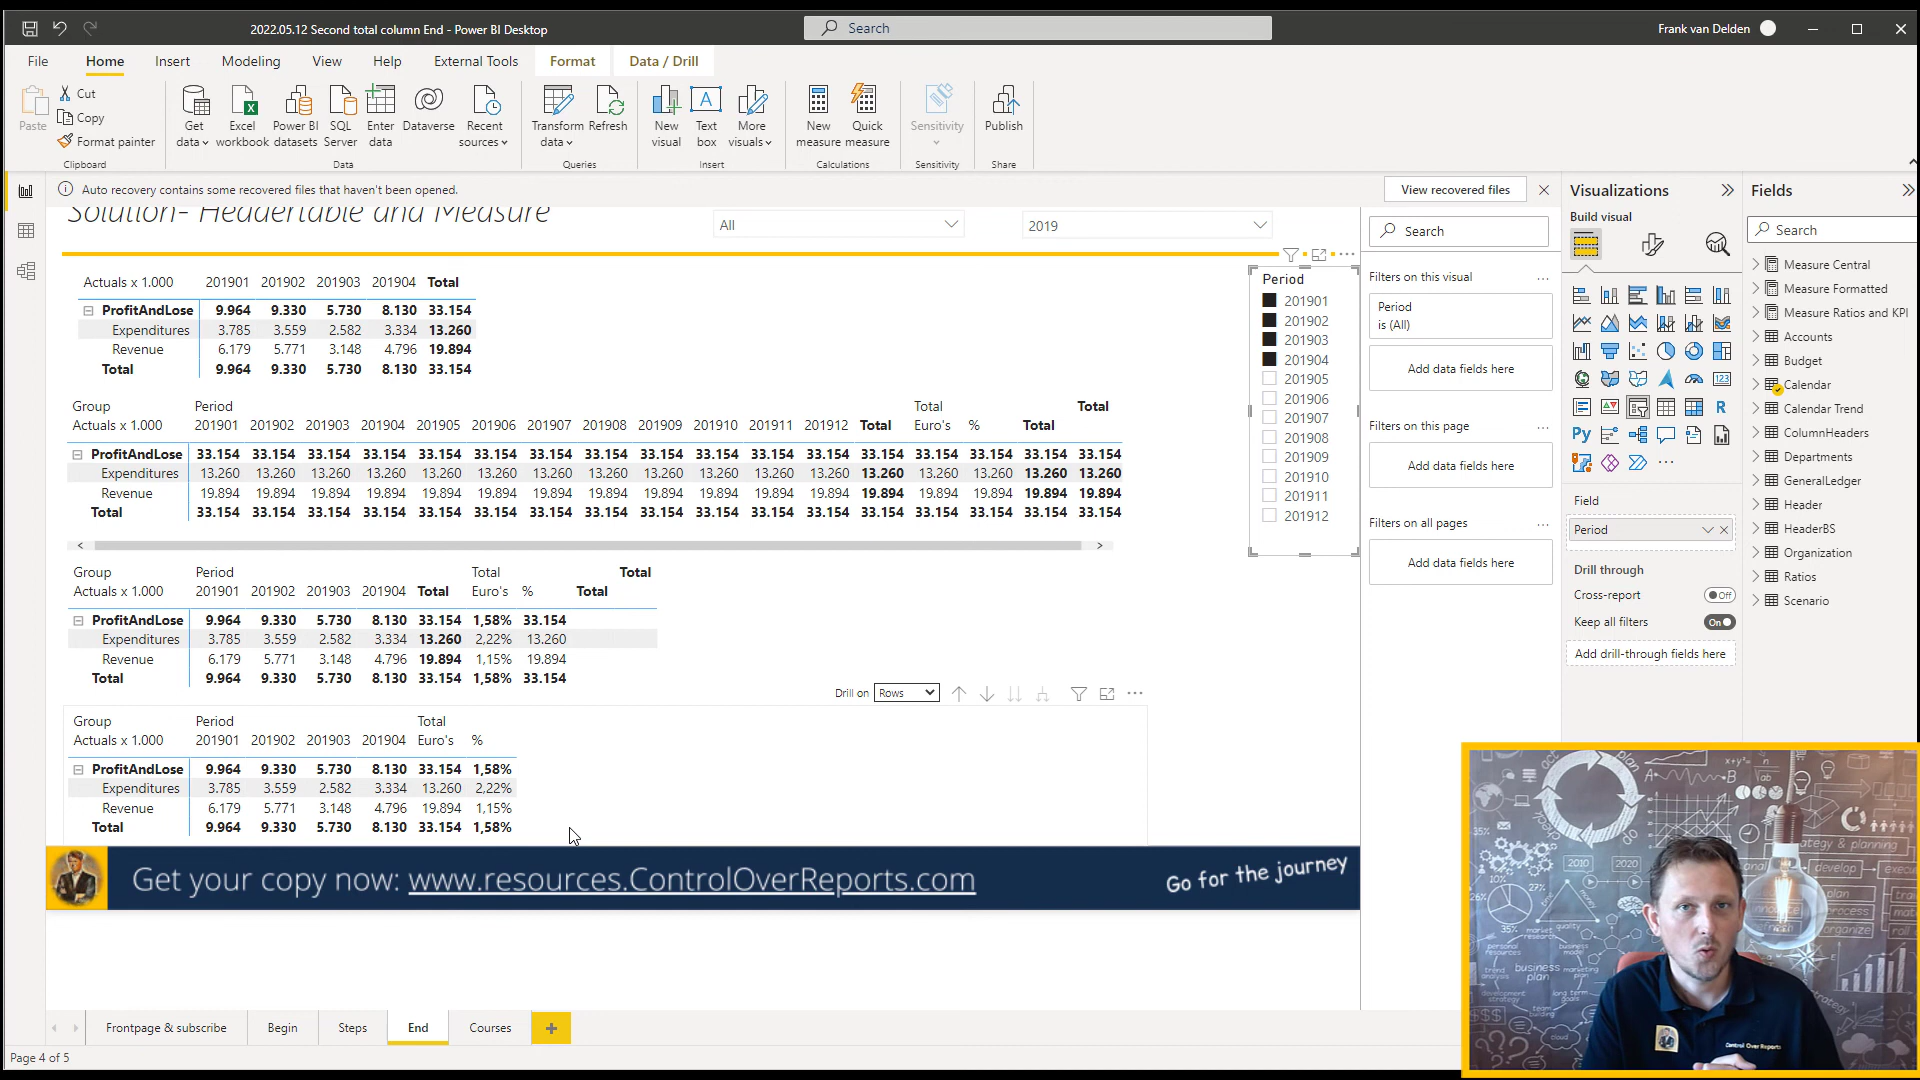 2022.05.12 Second total column End - Power BI Desktop
Search
Frank van Delden
File Home Insert Modeling View Help External Tools Format Data / Drill
Paste
Cut
Copy
Format painter
Clipboard
Get data
Excel workbook
Power BI datasets
SQL Server
Enter data
Dataverse
Recent sources
Data
Transform data
Refresh
Queries
New visual
Text box
More visuals
Insert
New measure
Quick measure
Calculations
Sensitivity
Sensitivity
Publish
Share
Auto recovery contains some recovered files that haven't been opened.
View recovered files
Solution- Headertable and Measure
All
2019
Actuals x 1.000 201901 201902 201903 201904 Total
ProfitAndLose 9.964 9.330 5.730 8.130 33.154
Expenditures 3.785 3.559 2.582 3.334 13.260
Revenue 6.179 5.771 3.148 4.796 19.894
Total 9.964 9.330 5.730 8.130 33.154
Group Period Total Total
Actuals x 1.000 201901 201902 201903 201904 201905 201906 201907 201908 201909 201910 201911 201912 Total Euro's % Total
ProfitAndLose 33.154 33.154 33.154 33.154 33.154 33.154 33.154 33.154 33.154 33.154 33.154 33.154 33.154 33.154 33.154 33.154 33.154
Expenditures 13.260 13.260 13.260 13.260 13.260 13.260 13.260 13.260 13.260 13.260 13.260 13.260 13.260 13.260 13.260 13.260 13.260
Revenue 19.894 19.894 19.894 19.894 19.894 19.894 19.894 19.894 19.894 19.894 19.894 19.894 19.894 19.894 19.894 19.894 19.894
Total 33.154 33.154 33.154 33.154 33.154 33.154 33.154 33.154 33.154 33.154 33.154 33.154 33.154 33.154 33.154 33.154 33.154
Group Period Total Total
Actuals x 1.000 201901 201902 201903 201904 Total Euro's % Total
ProfitAndLose 9.964 9.330 5.730 8.130 33.154 1,58% 33.154
Expenditures 3.785 3.559 2.582 3.334 13.260 2,22% 13.260
Revenue 6.179 5.771 3.148 4.796 19.894 1,15% 19.894
Total 9.964 9.330 5.730 8.130 33.154 1,58% 33.154
Drill on Rows
Group Period Total
Actuals x 1.000 201901 201902 201903 201904 Euro's %
ProfitAndLose 9.964 9.330 5.730 8.130 33.154 1,58%
Expenditures 3.785 3.559 2.582 3.334 13.260 2,22%
Revenue 6.179 5.771 3.148 4.796 19.894 1,15%
Total 9.964 9.330 5.730 8.130 33.154 1,58%
Period
201901
201902
201903
201904
201905
201906
201907
201908
201909
201910
201911
201912
Get your copy now: www.resources.ControlOverReports.com
Go for the journey
Search
Filters on this visual
Period
is (All)
Add data fields here
Filters on this page
Add data fields here
Filters on all pages
Add data fields here
Visualizations
Build visual
Field
Period
Drill through
Cross-report Off
Keep all filters On
Add drill-through fields here
Fields
Search
Measure Central
Measure Formatted
Measure Ratios and KPI
Accounts
Budget
Calendar
Calendar Trend
ColumnHeaders
Departments
GeneralLedger
Header
HeaderBS
Organization
Ratios
Scenario
Control Over Reports
Frontpage & subscribe Begin Steps End Courses
Page 4 of 5